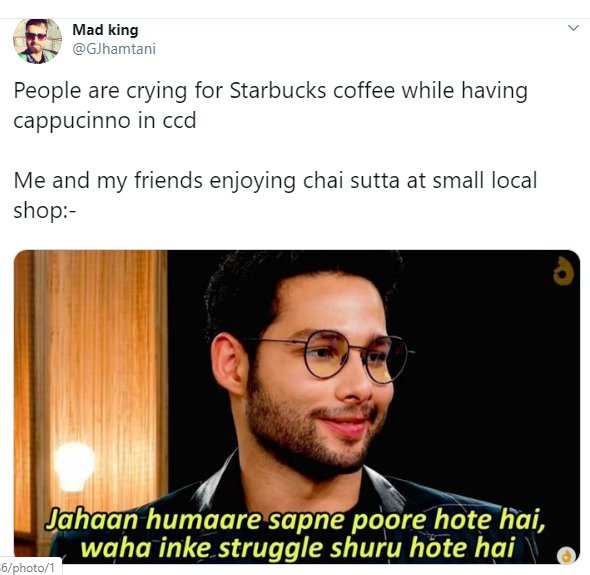 Mad king
@GJhamtani
People are crying for Starbucks coffee while having
cappucinno in ccd
Me and my friends enjoying chai sutta at small local
shop:-
Jahaan humaare sapne poore hote hai,
waha inke struggle shuru hote hai
6/photo/1